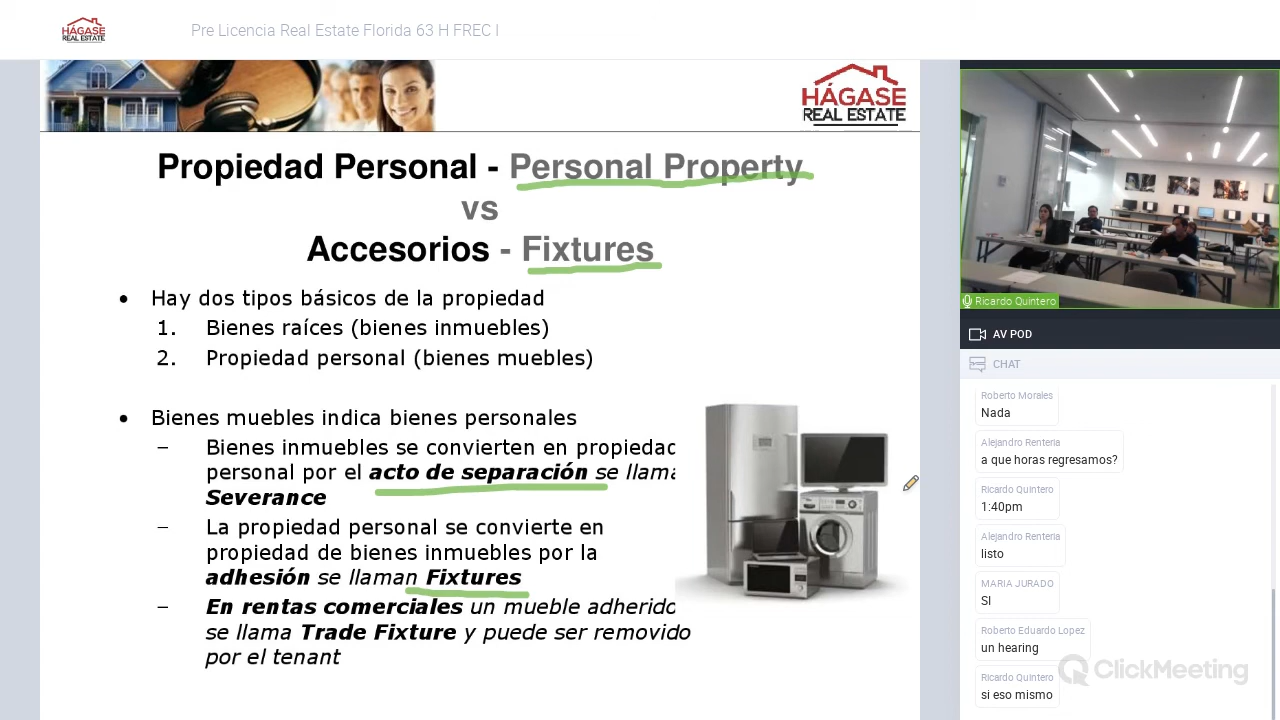 HÁGASE
REAL ESTATE
Pre Licencia Real Estate Florida 63 H FREC I
HÁGASE
REAL ESTATE
Propiedad Personal - Personal Property
vs
Accesorios - Fixtures
• Hay dos tipos básicos de la propiedad
1. Bienes raíces (bienes inmuebles)
2. Propiedad personal (bienes muebles)
• Bienes muebles indica bienes personales
– Bienes inmuebles se convierten en propiedad
personal por el acto de separación se llama
Severance
– La propiedad personal se convierte en
propiedad de bienes inmuebles por la
adhesión se llaman Fixtures
– En rentas comerciales un mueble adherido
se llama Trade Fixture y puede ser removido
por el tenant
Ricardo Quintero
AV POD
CHAT
Roberto Morales
Nada
Alejandro Renteria
a que horas regresamos?
Ricardo Quintero
1:40pm
Alejandro Renteria
listo
MARIA JURADO
SI
Roberto Eduardo Lopez
un hearing
Ricardo Quintero
si eso mismo
ClickMeeting